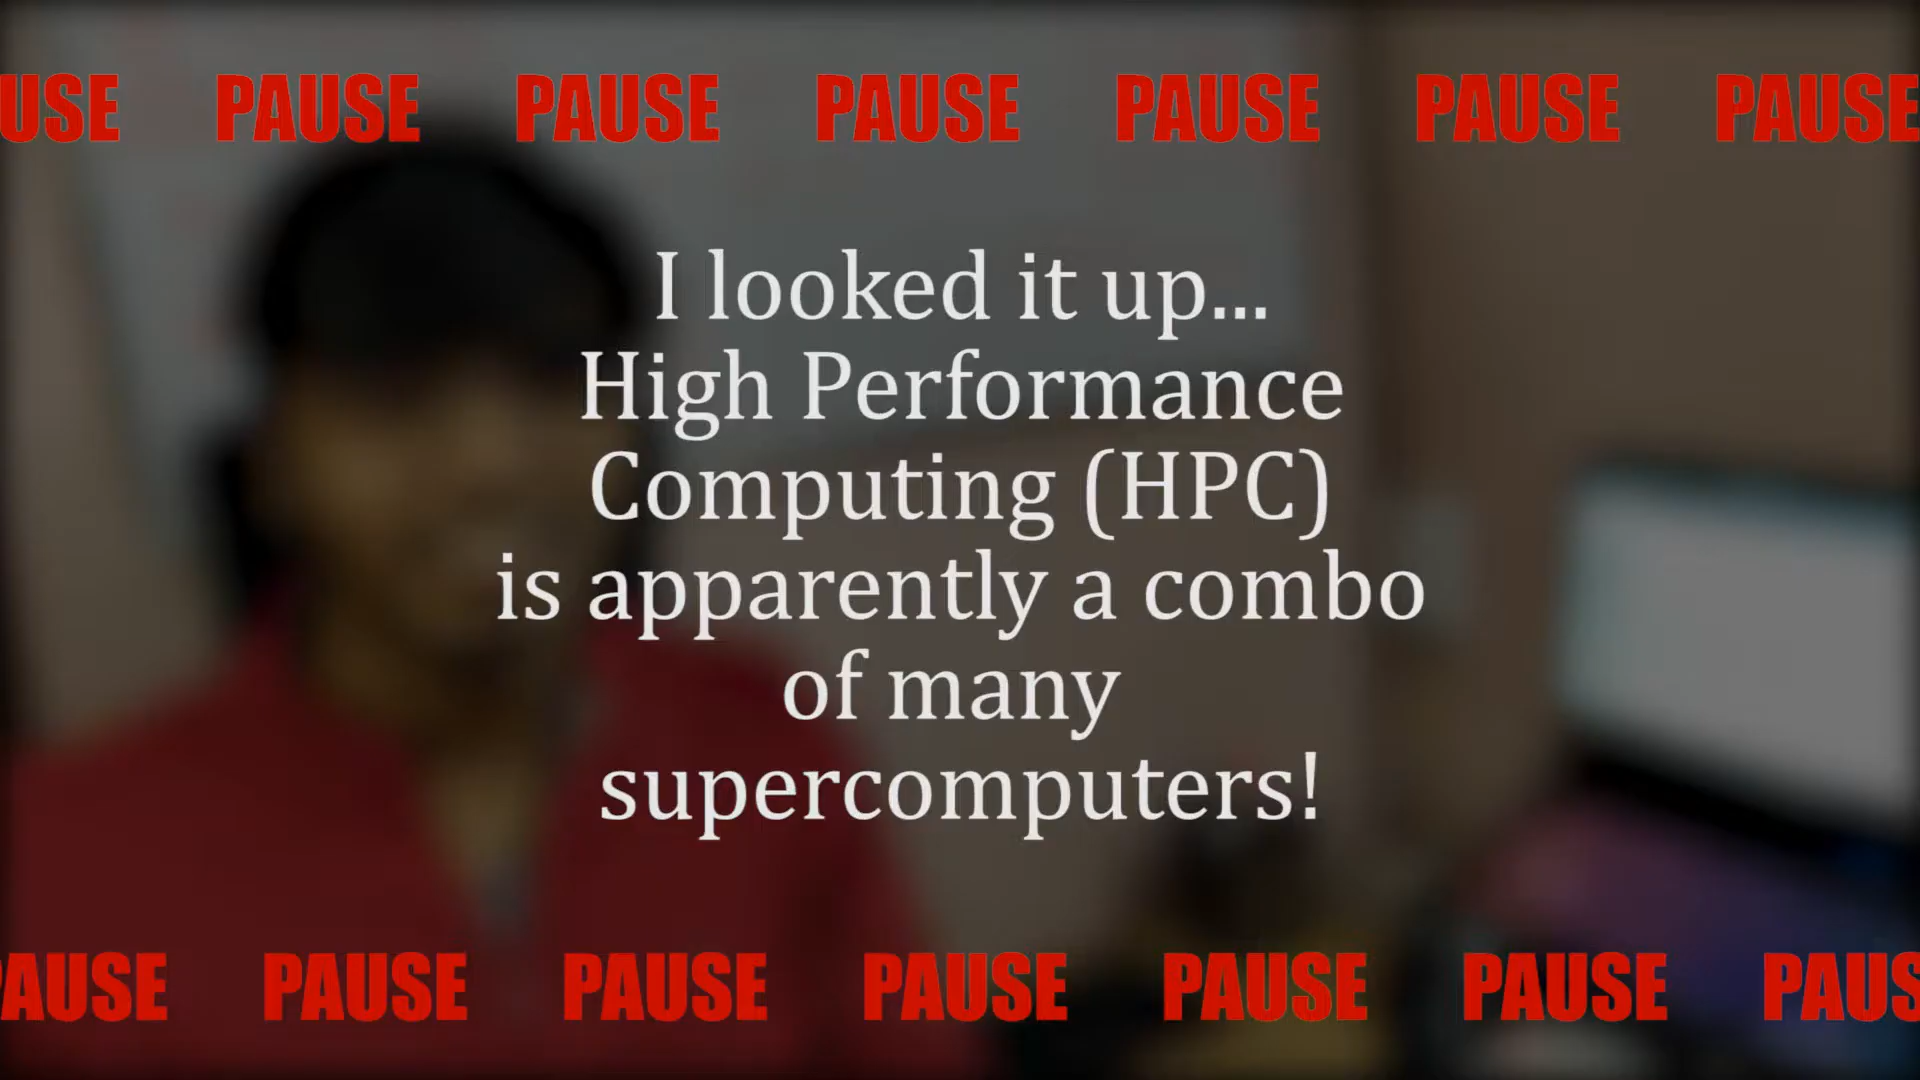 USE PAUSE PAUSE PAUSE PAUSE PAUSE PAUSE
I looked it up...
High Performance
Computing (HPC)
is apparently a combo
of many
supercomputers!
AUSE PAUSE PAUSE PAUSE PAUSE PAUSE PAUS